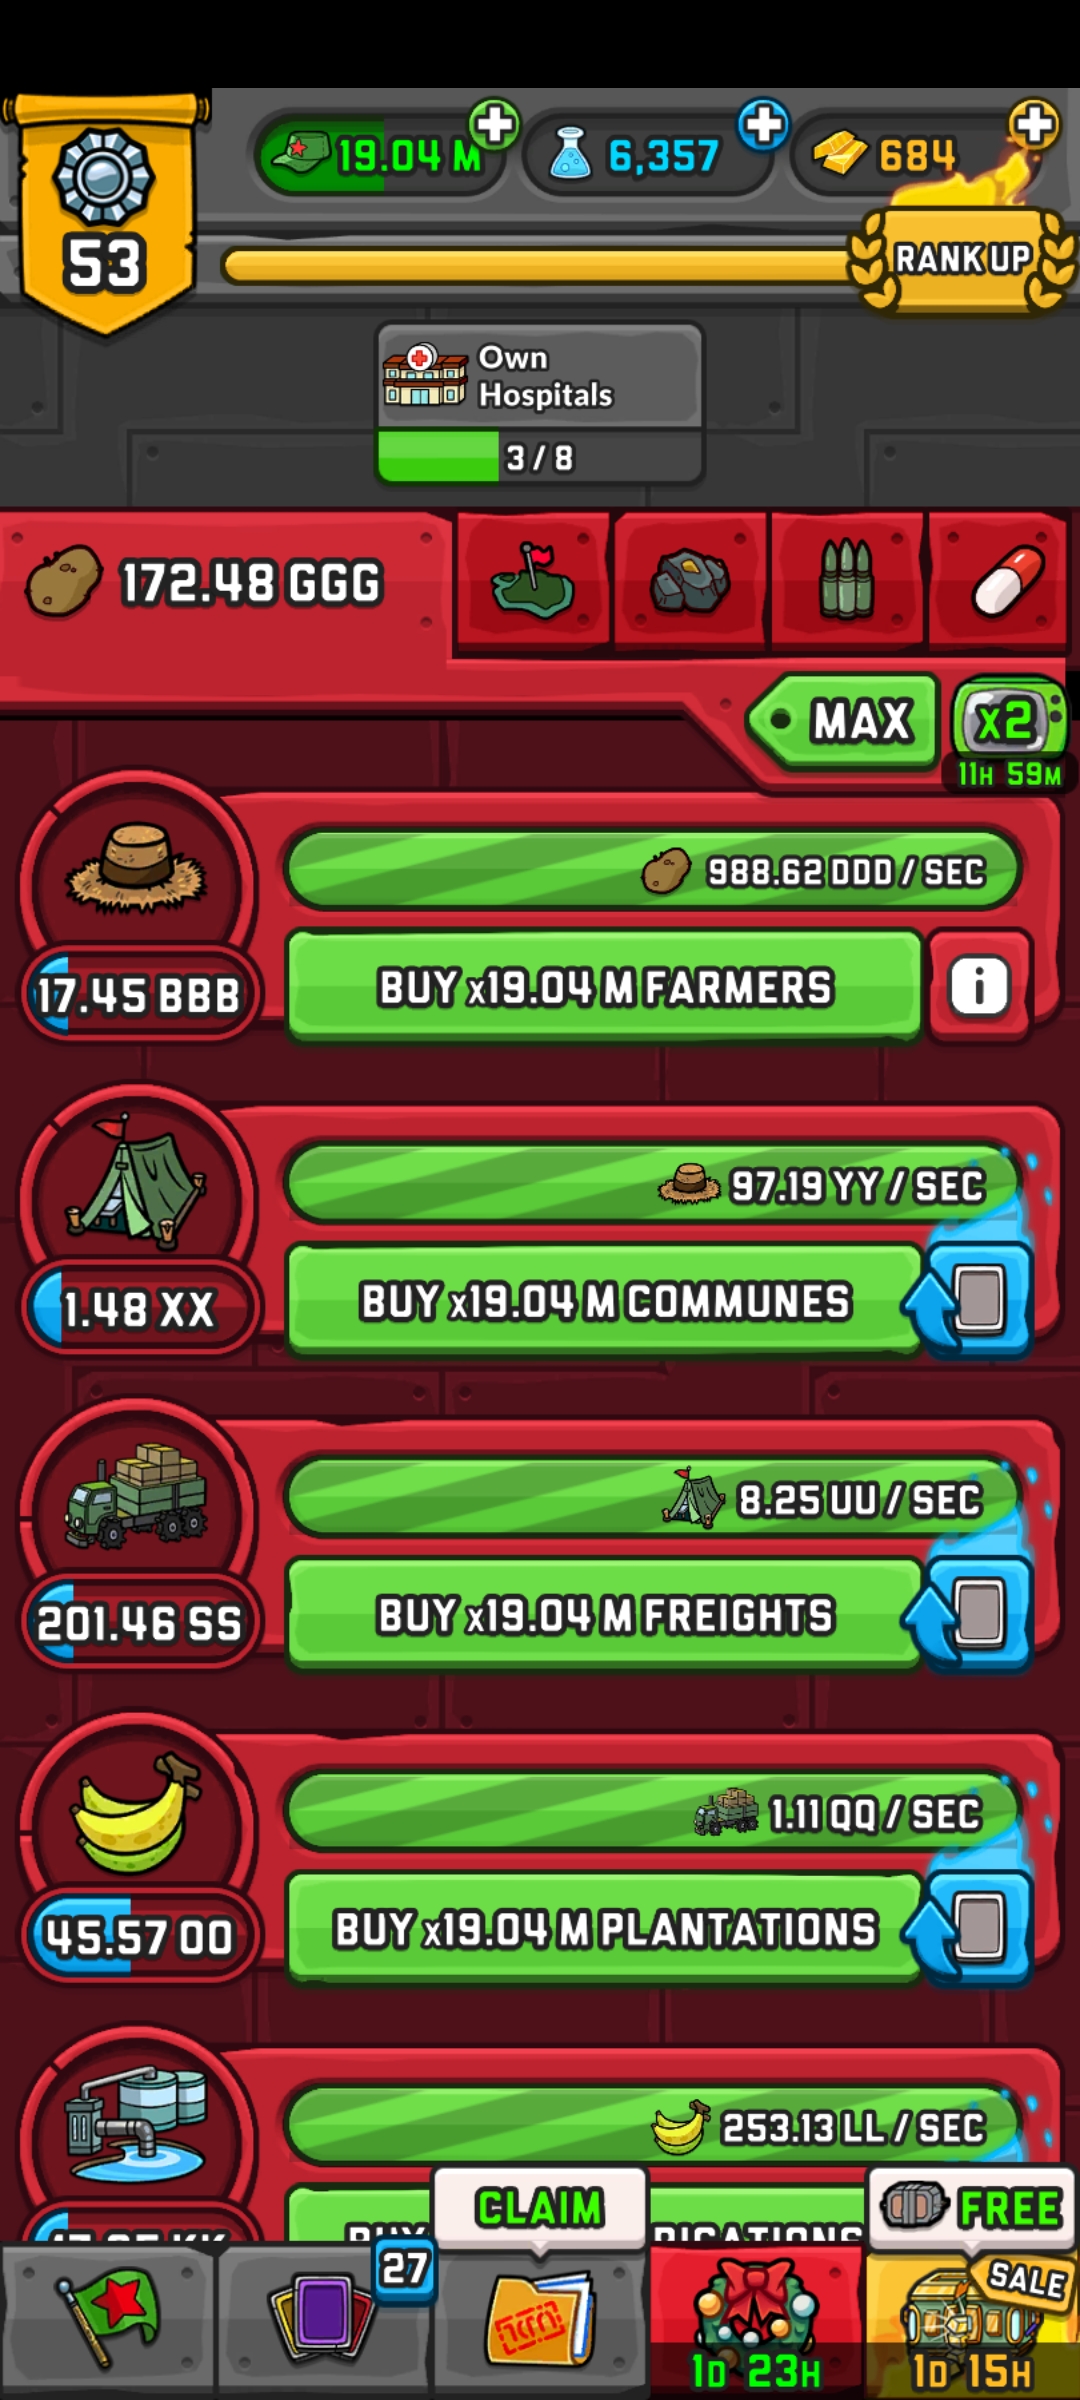 19.04 M
6,357
684
53
RANK UP
Own
Hospitals
3 / 8
172.48 GGG
MAX
x2
11H 59M
988.62 DDD / SEC
17.45 BBB
BUY x19.04 M FARMERS
i
97.19 YY / SEC
1.48 XX
BUY x19.04 M COMMUNES
8.25 UU / SEC
201.46 SS
BUY x19.04 M FREIGHTS
1.11 QQ / SEC
45.57 OO
BUY x19.04 M PLANTATIONS
253.13 LL / SEC
CLAIM
FREE
BUY
27
SALE
1D 23H
1D 15H